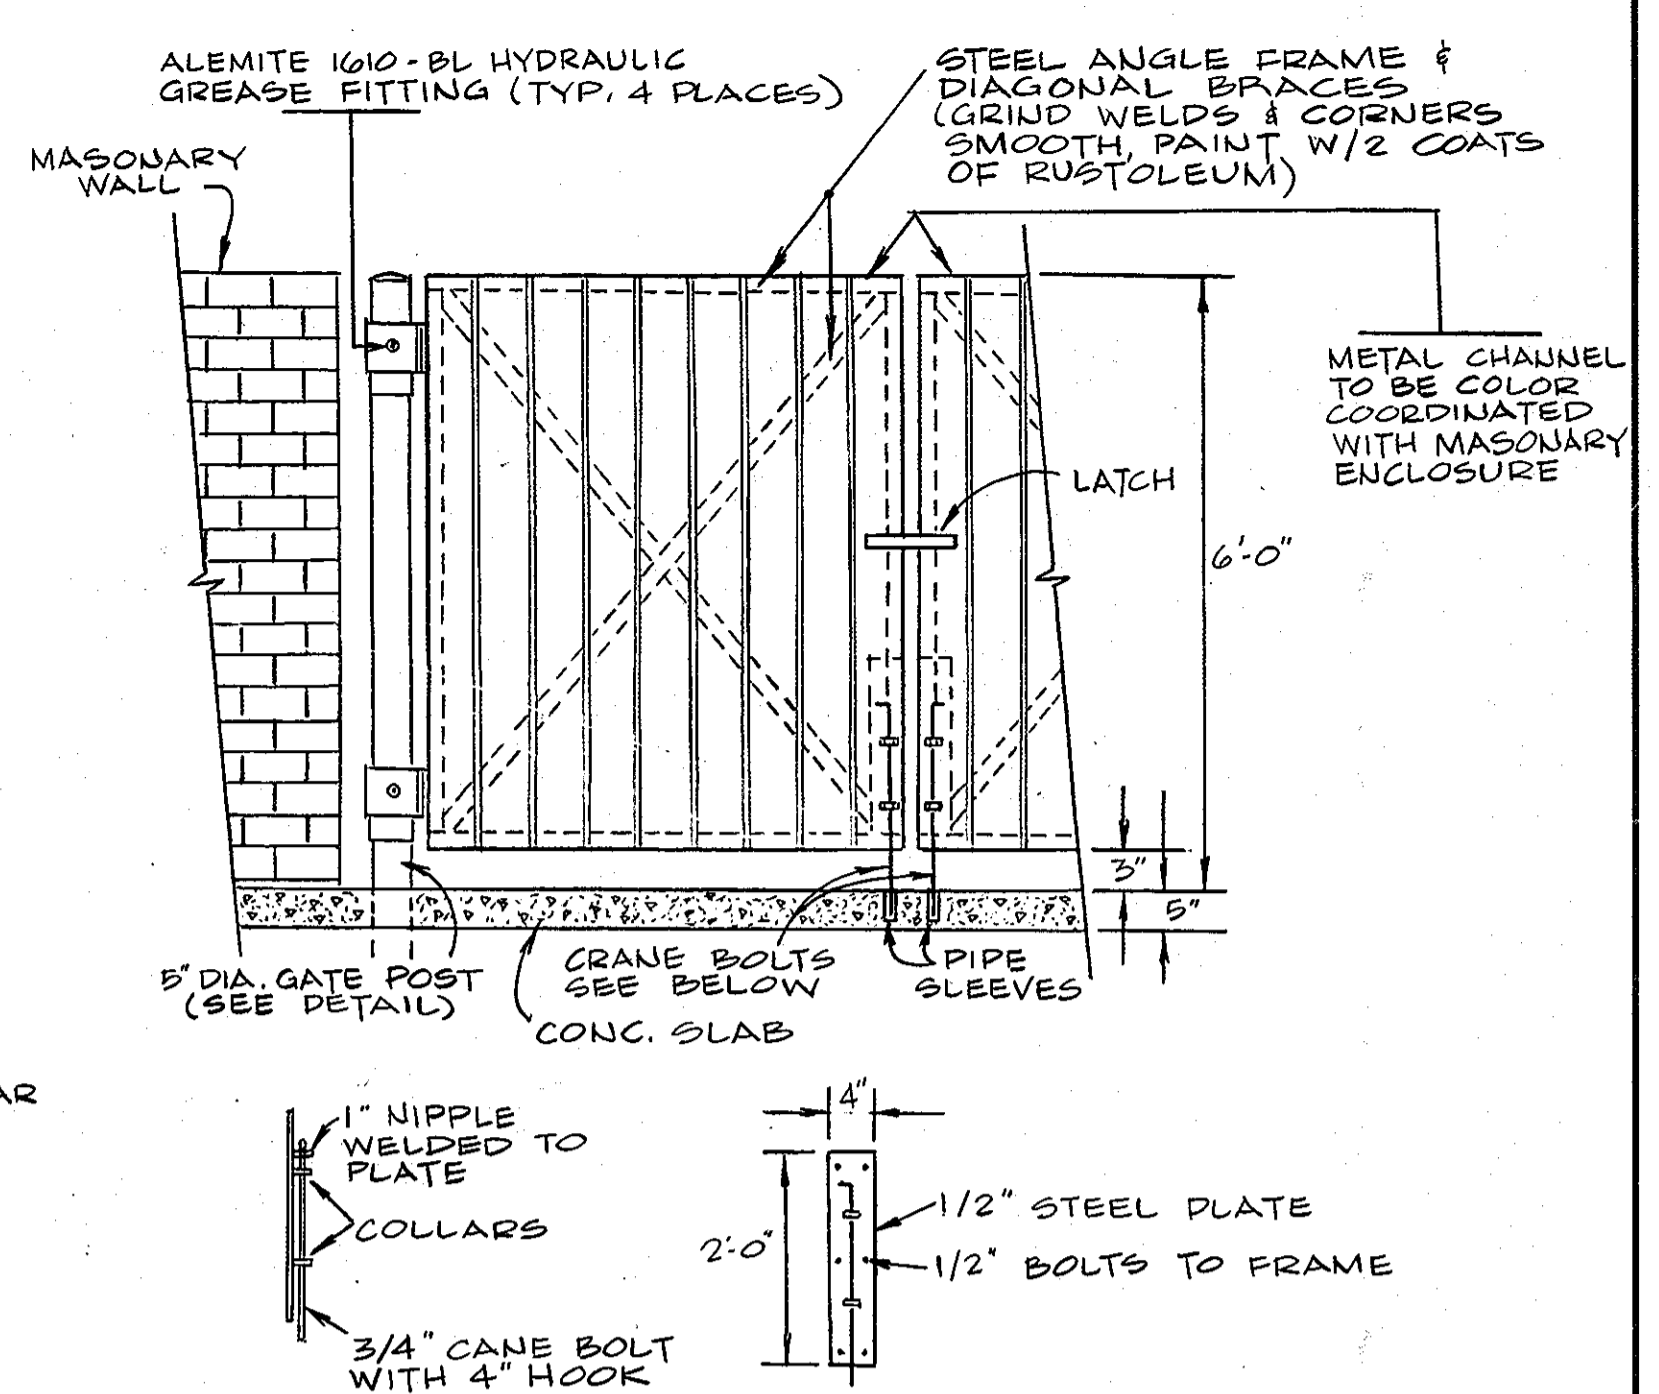 ALEMITE 1610-BL HYDRAULIC
GREASE FITTING (TYP. 4 PLACES)
STEEL ANGLE FRAME &
DIAGONAL BRACES
(GRIND WELDS & CORNERS
SMOOTH, PAINT W/2 COATS
OF RUSTOLEUM)
MASONARY
WALL
METAL CHANNEL
TO BE COLOR
COORDINATED
WITH MASONARY
ENCLOSURE
LATCH
6'-0"
3"
5"
5" DIA. GATE POST
(SEE DETAIL)
CRANE BOLTS
SEE BELOW
PIPE
SLEEVES
CONC. SLAB
AR
1" NIPPLE
WELDED TO
PLATE
COLLARS
3/4" CANE BOLT
WITH 4" HOOK
4"
2'-0"
1/2" STEEL PLATE
1/2" BOLTS TO FRAME